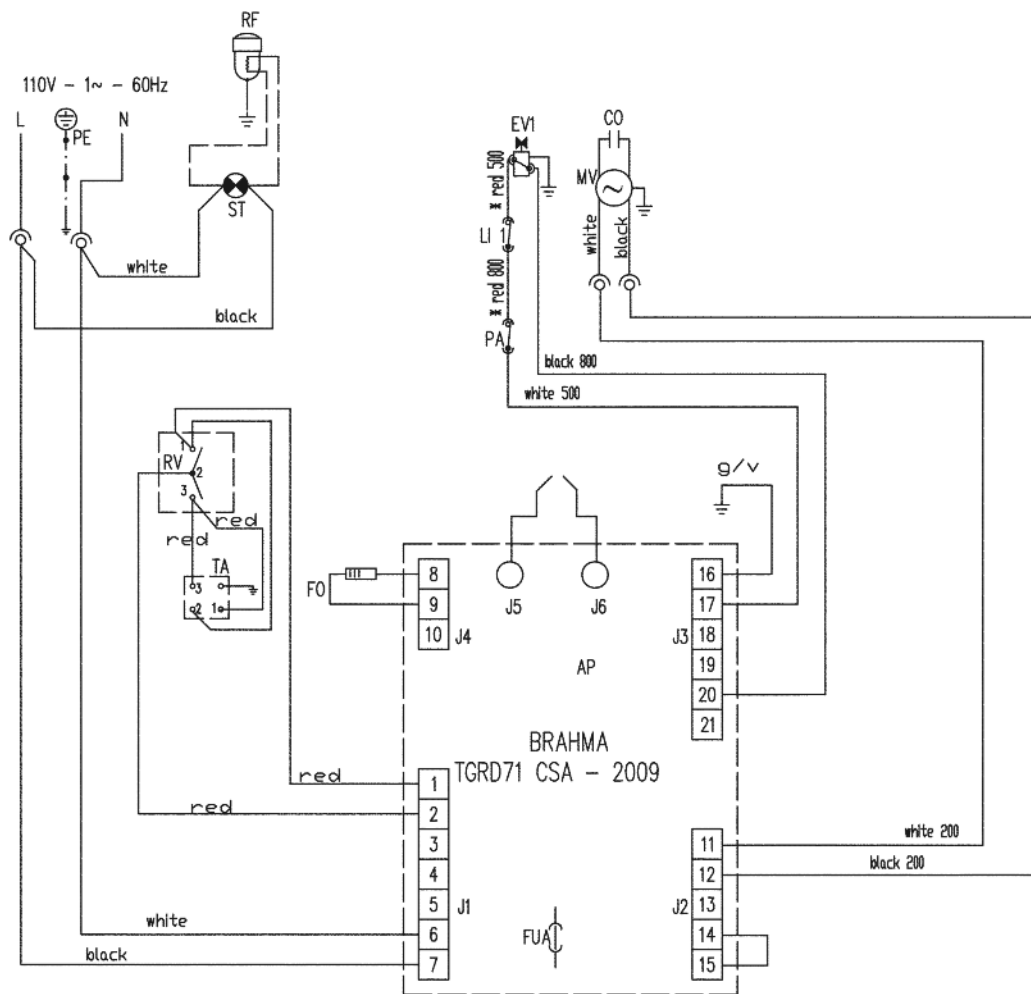 RF
110V - 1~ - 60Hz
L
PE
N
ST
white
black
EV1
CO
MV
white
black
red 500
LI 1
red 800
PA
black 800
white 500
1
RV
2
3
red
red
TA
3
2
1
g/v
FO
8
9
10
J4
J5
J6
16
17
18
19
20
21
J3
AP
BRAHMA
TGRD71 CSA - 2009
red
1
red
2
3
4
5
white
6
black
7
J1
FUA
11
white 200
12
black 200
13
14
15
J2